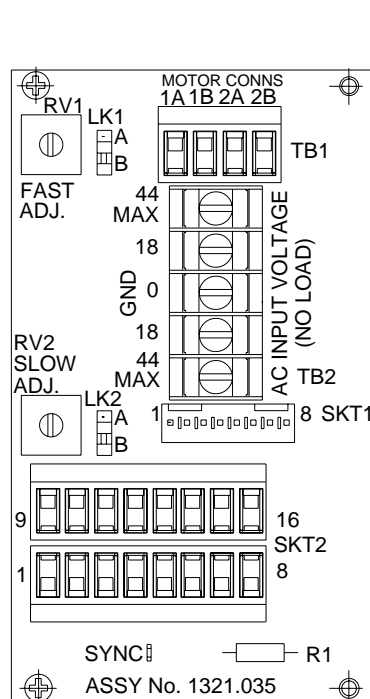 MOTOR CONNS
1A 1B 2A 2B
RV1
LK1
A
B
TB1
FAST
ADJ.
44
MAX
18
GND
0
18
44
MAX
AC INPUT VOLTAGE
(NO LOAD)
TB2
RV2
SLOW
ADJ.
LK2
A
B
1
8 SKT1
9
16
SKT2
1
8
SYNC
R1
ASSY No. 1321.035